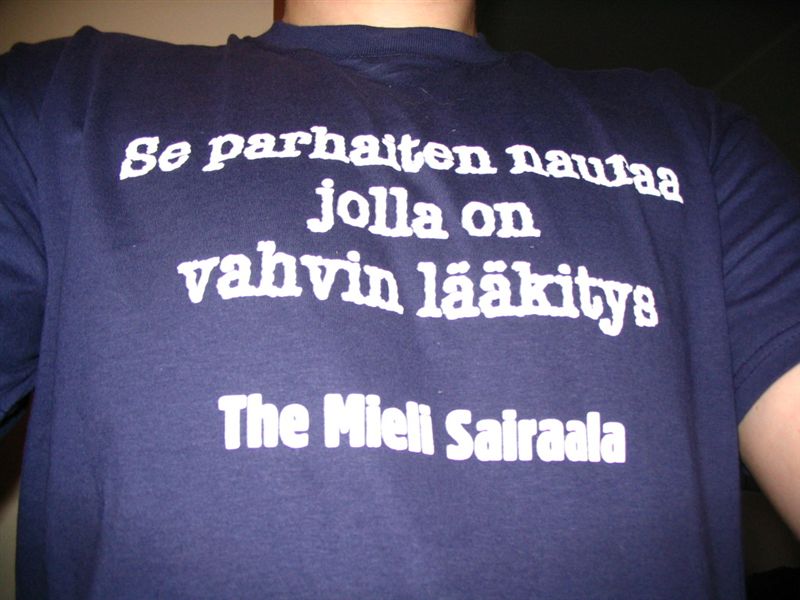 Se parhaiten nauraa
jolla on
vahvin lääkitys
The Mieli Sairaala